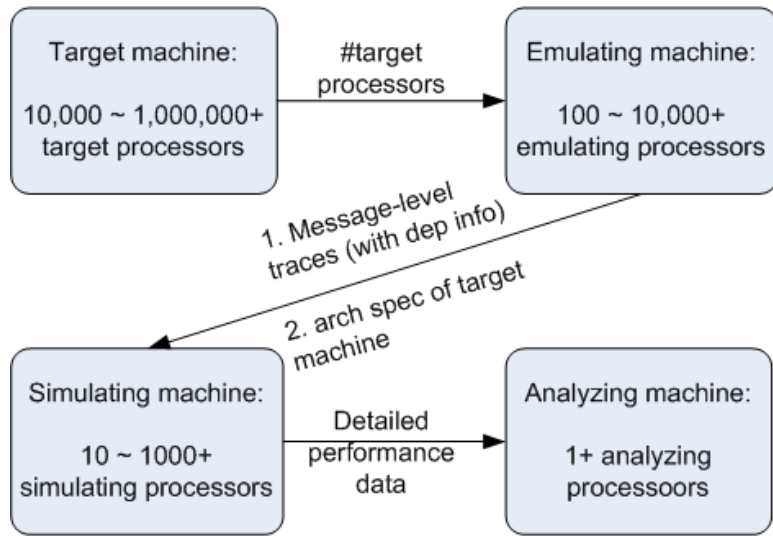 Target machine:
10,000 ~ 1,000,000+
target processors
#target
processors
Emulating machine:
100 ~ 10,000+
emulating processors
1. Message-level
traces (with dep info)
2. arch spec of target
machine
Simulating machine:
10 ~ 1000+
simulating processors
Detailed
performance
data
Analyzing machine:
1+ analyzing
processoors